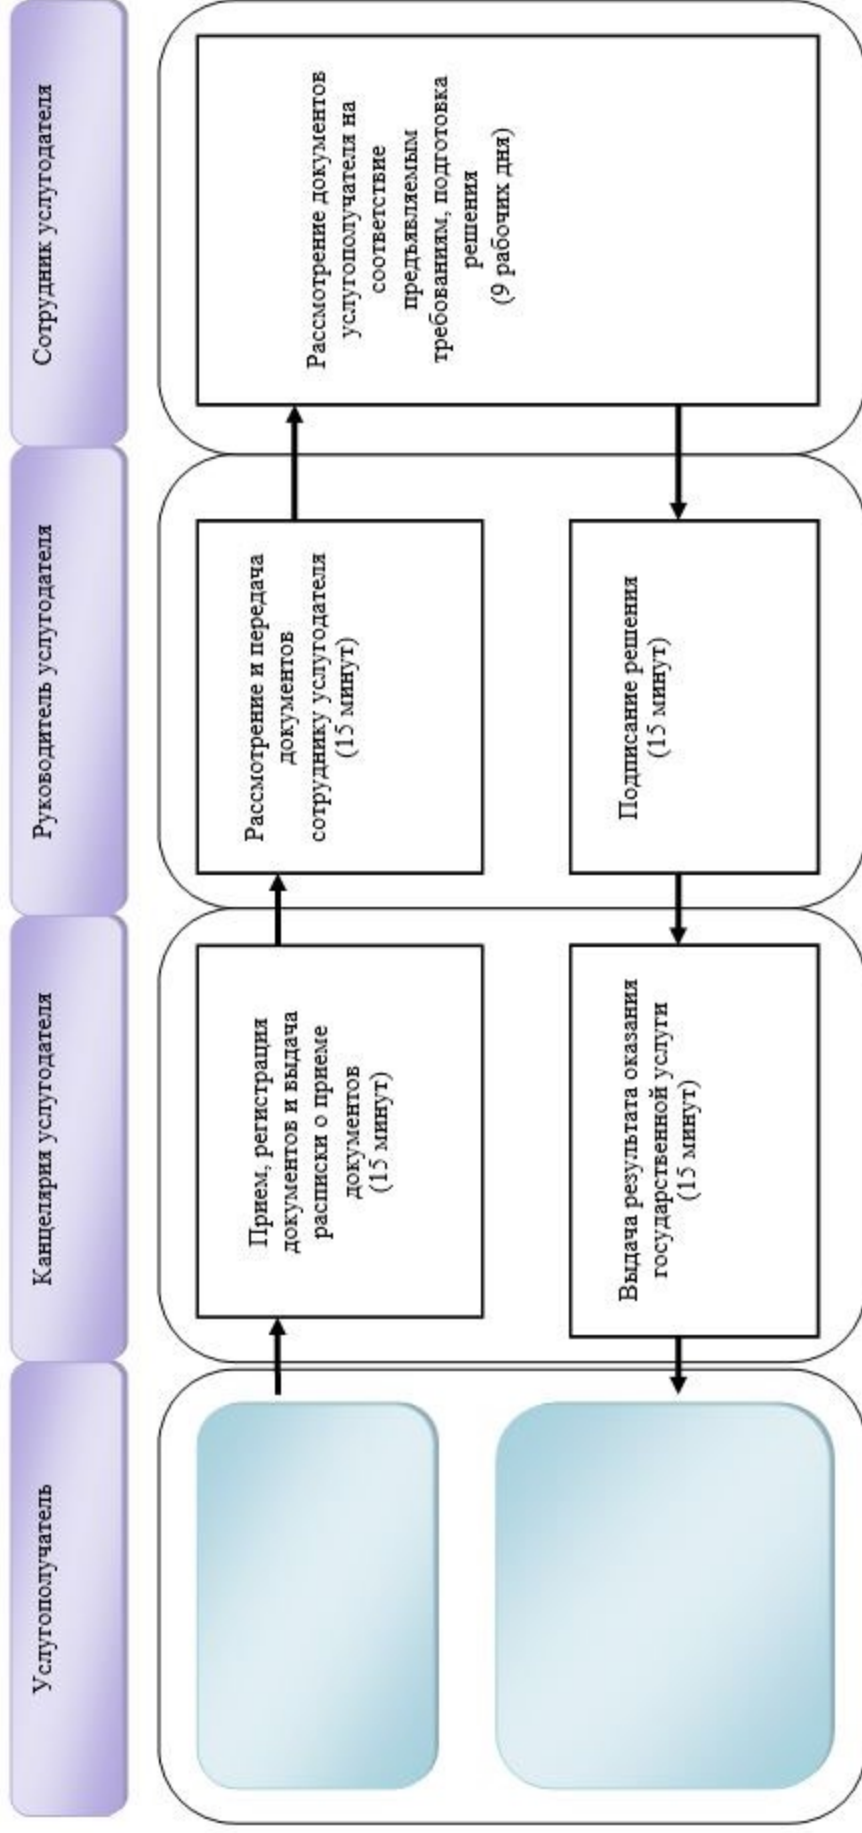 Услугополучатель
Канцелярия услугодателя
Руководитель услугодателя
Сотрудник услугодателя
Прием, регистрация
документов и выдача
расписки о приеме
документов
(15 минут)
Рассмотрение и передача
документов
сотруднику услугодателя
(15 минут)
Рассмотрение документов
услугополучателя на
соответствие
предъявляемым
требованиям, подготовка
решения
(9 рабочих дня)
Подписание решения
(15 минут)
Выдача результата оказания
государственной услуги
(15 минут)